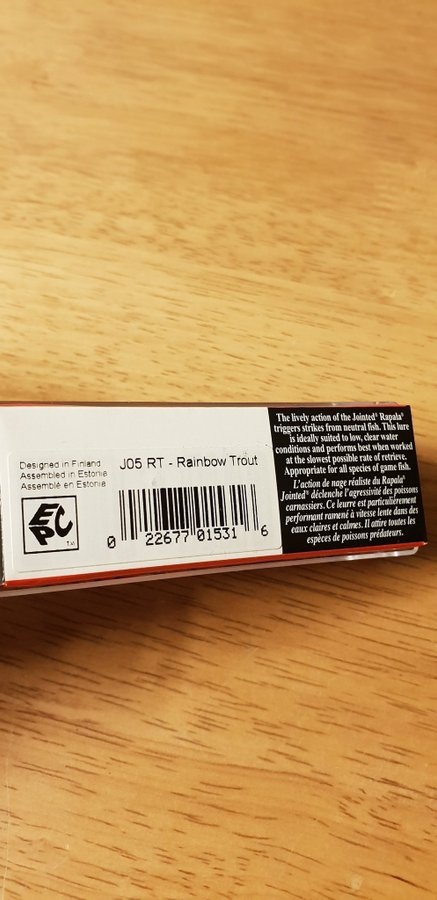 Designed in Finland
Assembled in Estonia
Assemblé en Estonie
J05 RT - Rainbow Trout
EPC
TM
0 22677 01531 6
The lively action of the Jointed® Rapala®
triggers strikes from neutral fish. This lure
is ideally suited to low, clear water
conditions and performs best when worked
at the slowest possible rate of retrieve.
Appropriate for all species of game fish.
L'action de nage réaliste du Rapala®
Jointed® déclenche l'agressivité des poissons
carnassiers. Ce leurre est particulièrement
performant ramené à vitesse lente dans des
eaux claires et calmes. Il attire toutes les
espèces de poissons prédateurs.